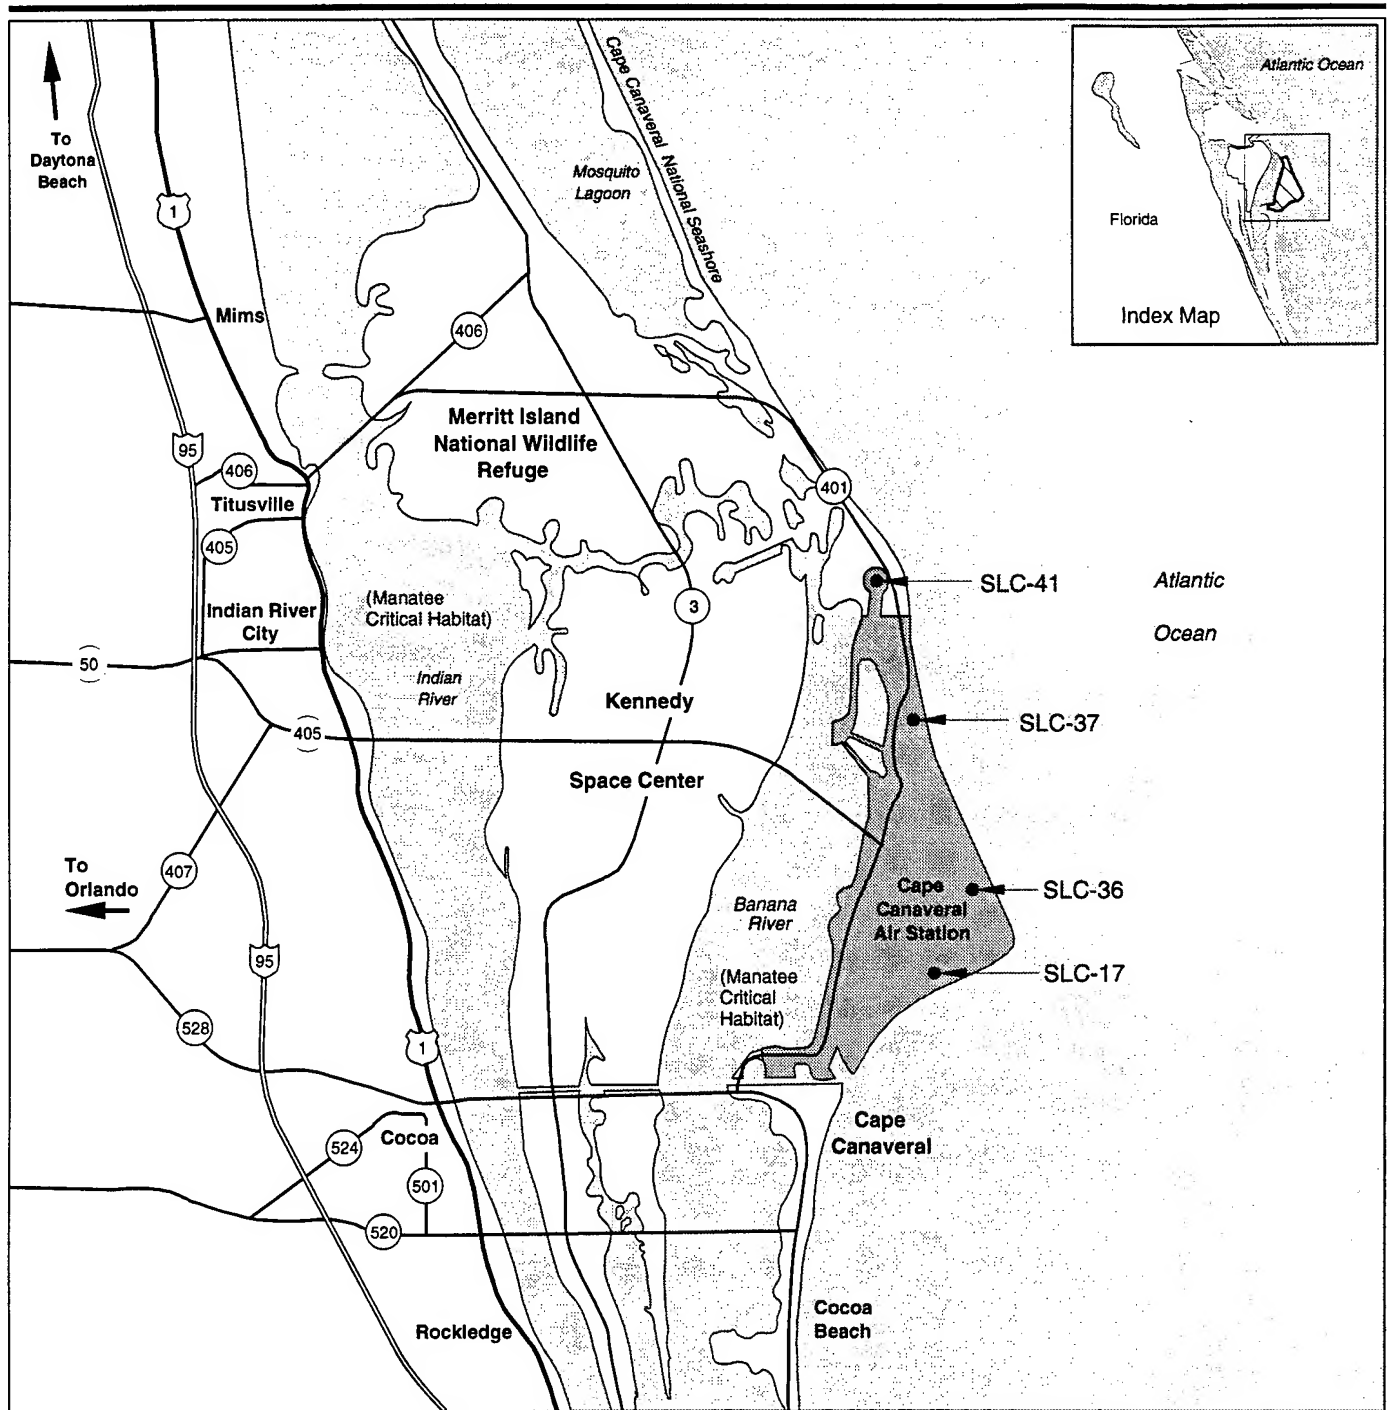 To
Daytona
Beach
1
Cape Canaveral National Seashore
Mosquito
Lagoon
Atlantic Ocean
Florida
Index Map
Mims
406
95
406
Titusville
405
Merritt Island
National Wildlife
Refuge
401
Indian River
City
(Manatee
Critical Habitat)
3
SLC-41
Atlantic
Ocean
50
Indian
River
405
Kennedy
Space Center
SLC-37
To
Orlando
407
95
Banana
River
Cape
Canaveral
Air Station
SLC-36
SLC-17
(Manatee
Critical
Habitat)
528
1
524
Cocoa
501
520
Cape
Canaveral
Rockledge
Cocoa
Beach